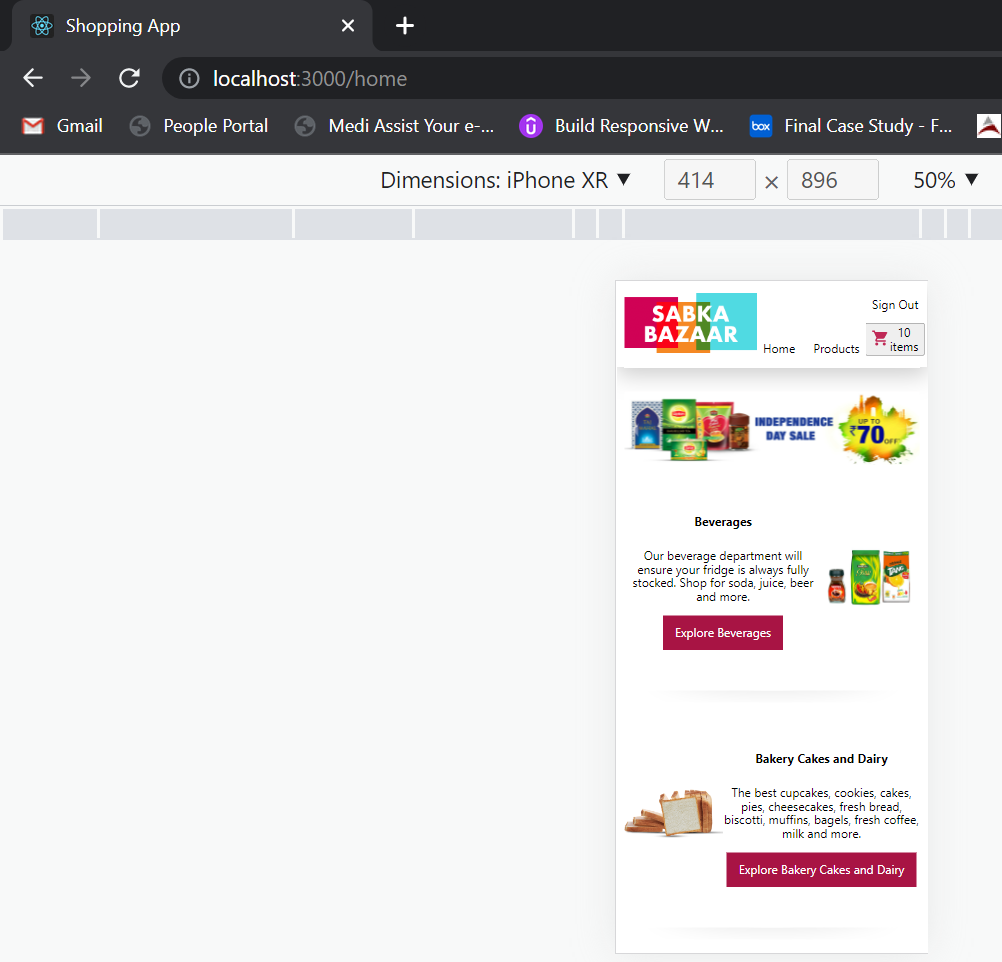 Shopping App
localhost:3000/home
Gmail
People Portal
Medi Assist Your e-...
Build Responsive W...
box
Final Case Study - F...
Dimensions: iPhone XR
414 × 896
50%
SABKA
BAZAAR
Sign Out
Home
Products
10
items
INDEPENDENCE
DAY SALE
UP TO
₹70
OFF
Beverages
Our beverage department will
ensure your fridge is always fully
stocked. Shop for soda, juice, beer
and more.
TANG
Explore Beverages
Bakery Cakes and Dairy
The best cupcakes, cookies, cakes,
pies, cheesecakes, fresh bread,
biscotti, muffins, bagels, fresh coffee,
milk and more.
Explore Bakery Cakes and Dairy